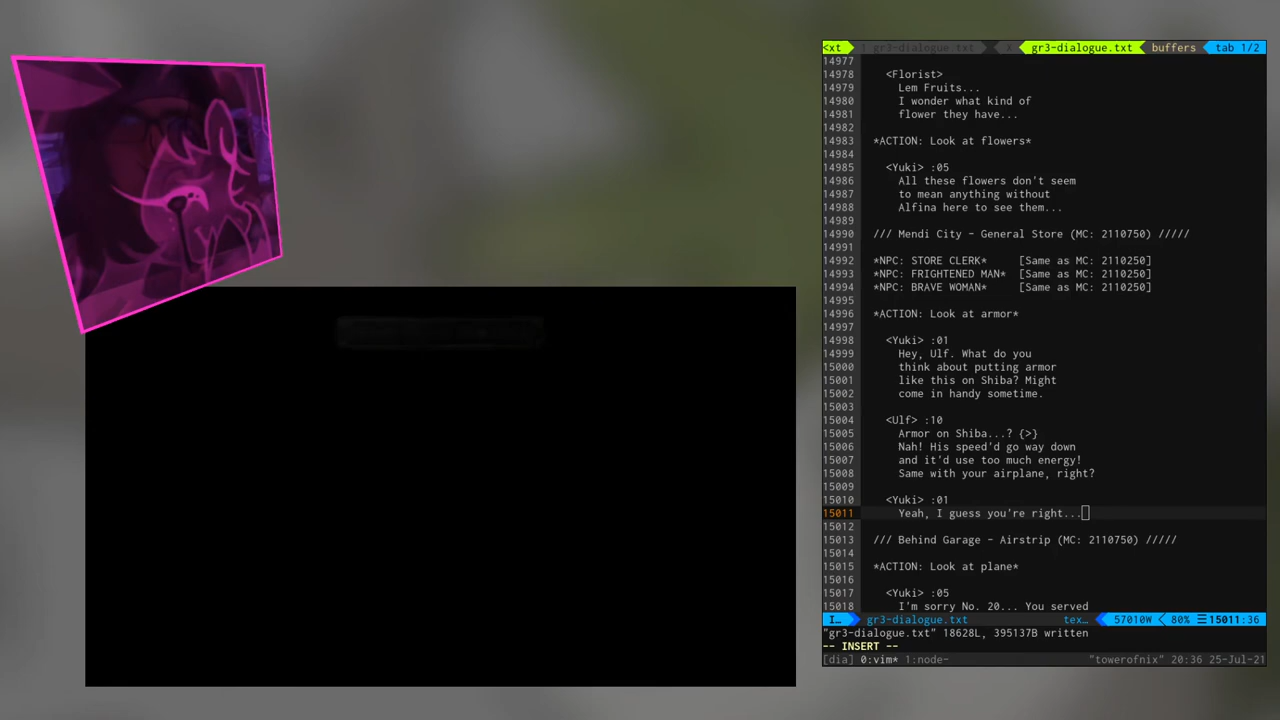 <xt 1 gr3-dialogue.txt x gr3-dialogue.txt buffers tab 1/2
14977
14978 <Florist>
14979 Lem Fruits...
14980 I wonder what kind of
14981 flower they have...
14982
14983 *ACTION: Look at flowers*
14984
14985 <Yuki> :05
14986 All these flowers don't seem
14987 to mean anything without
14988 Alfina here to see them...
14989
14990 /// Mendi City - General Store (MC: 2110750) /////
14991
14992 *NPC: STORE CLERK* [Same as MC: 2110250]
14993 *NPC: FRIGHTENED MAN* [Same as MC: 2110250]
14994 *NPC: BRAVE WOMAN* [Same as MC: 2110250]
14995
14996 *ACTION: Look at armor*
14997
14998 <Yuki> :01
14999 Hey, Ulf. What do you
15000 think about putting armor
15001 like this on Shiba? Might
15002 come in handy sometime.
15003
15004 <Ulf> :10
15005 Armor on Shiba...? {>}
15006 Nah! His speed'd go way down
15007 and it'd use too much energy!
15008 Same with your airplane, right?
15009
15010 <Yuki> :01
15011 Yeah, I guess you're right...
15012
15013 /// Behind Garage - Airstrip (MC: 2110750) /////
15014
15015 *ACTION: Look at plane*
15016
15017 <Yuki> :05
15018 I'm sorry No. 20... You served
I… gr3-dialogue.txt tex… 57010W 80% ☰15011:36
"gr3-dialogue.txt" 18628L, 395137B written
-- INSERT --
[dia] 0:vim* 1:node- "towerofnix" 20:36 25-Jul-21